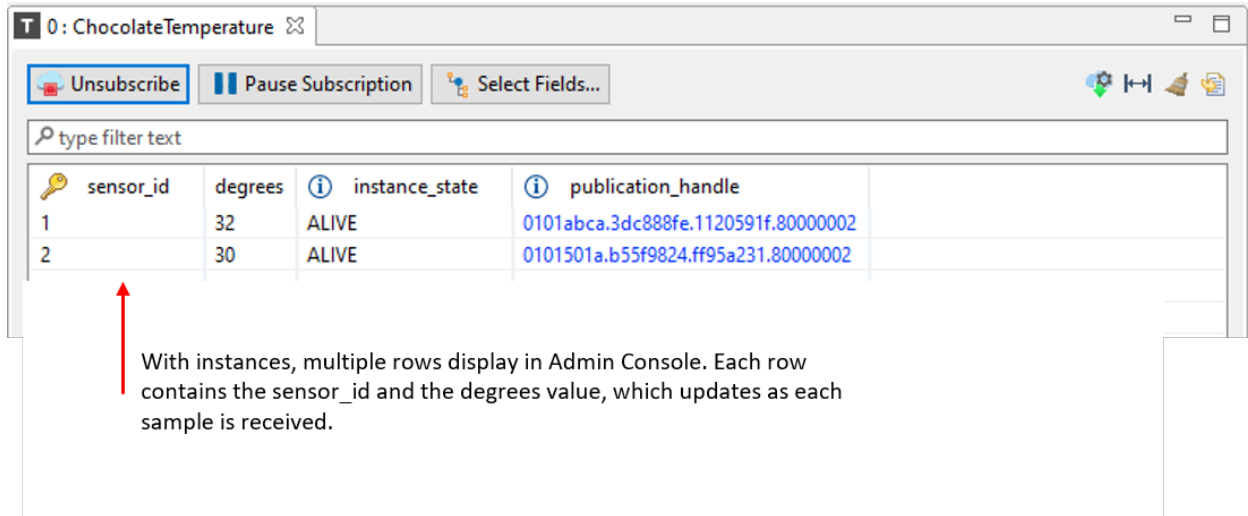 T 0 : ChocolateTemperature
Unsubscribe Pause Subscription Select Fields...
type filter text
sensor_id degrees instance_state publication_handle
1 32 ALIVE 0101abca.3dc888fe.1120591f.80000002
2 30 ALIVE 0101501a.b55f9824.ff95a231.80000002
With instances, multiple rows display in Admin Console. Each row
contains the sensor_id and the degrees value, which updates as each
sample is received.